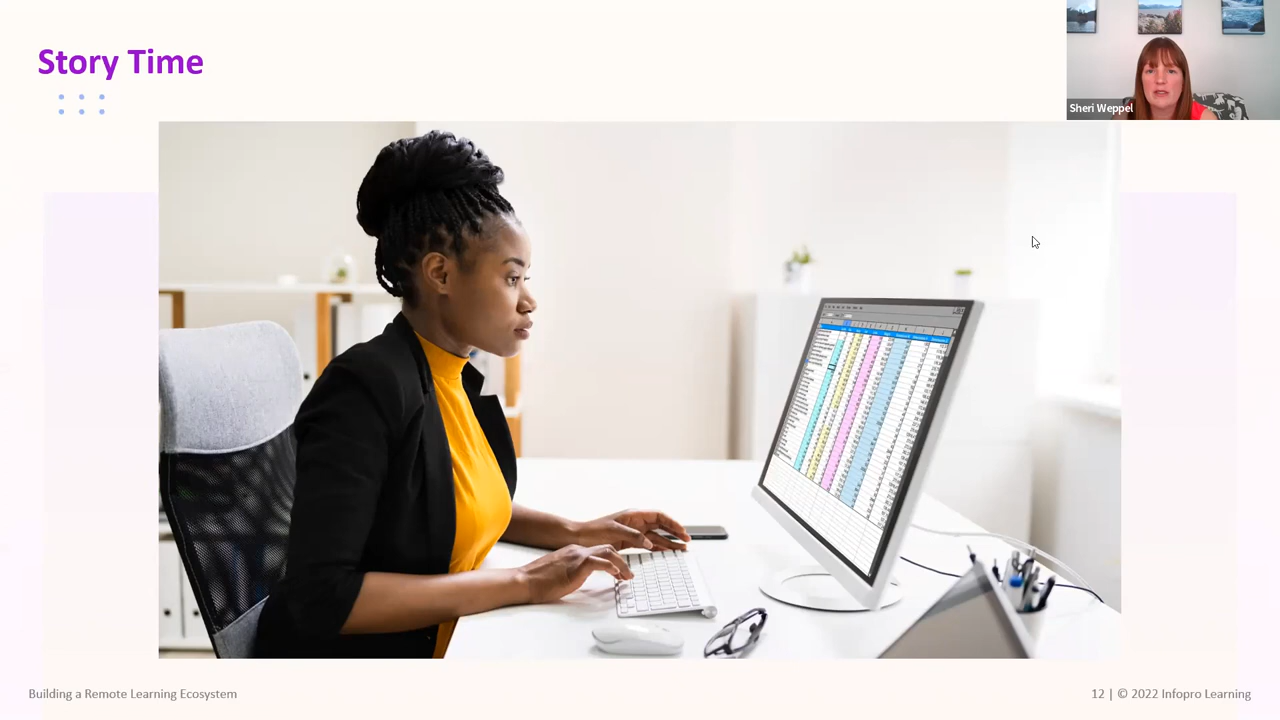 Story Time
Sheri Weppel
Building a Remote Learning Ecosystem
12 | © 2022 Infopro Learning